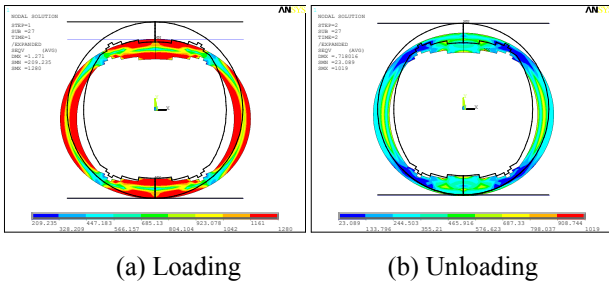 ANSYS
NODAL SOLUTION
STEP=1
SUB =27
TIME=1
/EXPANDED
SEQV (AVG)
DMX =1.271
SMN =209.235
SMX =1280
MX
X
209.235 447.183 685.13 923.078 1161
328.209 566.157 804.104 1042 1280
NODAL SOLUTION
STEP=2
SUB =27
TIME=2
/EXPANDED
SEQV (AVG)
DMX =.718016
SMN =23.089
SMX =1019
X
23.089 244.503 465.916 687.33 908.744
133.796 355.21 576.623 798.037 1019
(a) Loading (b) Unloading